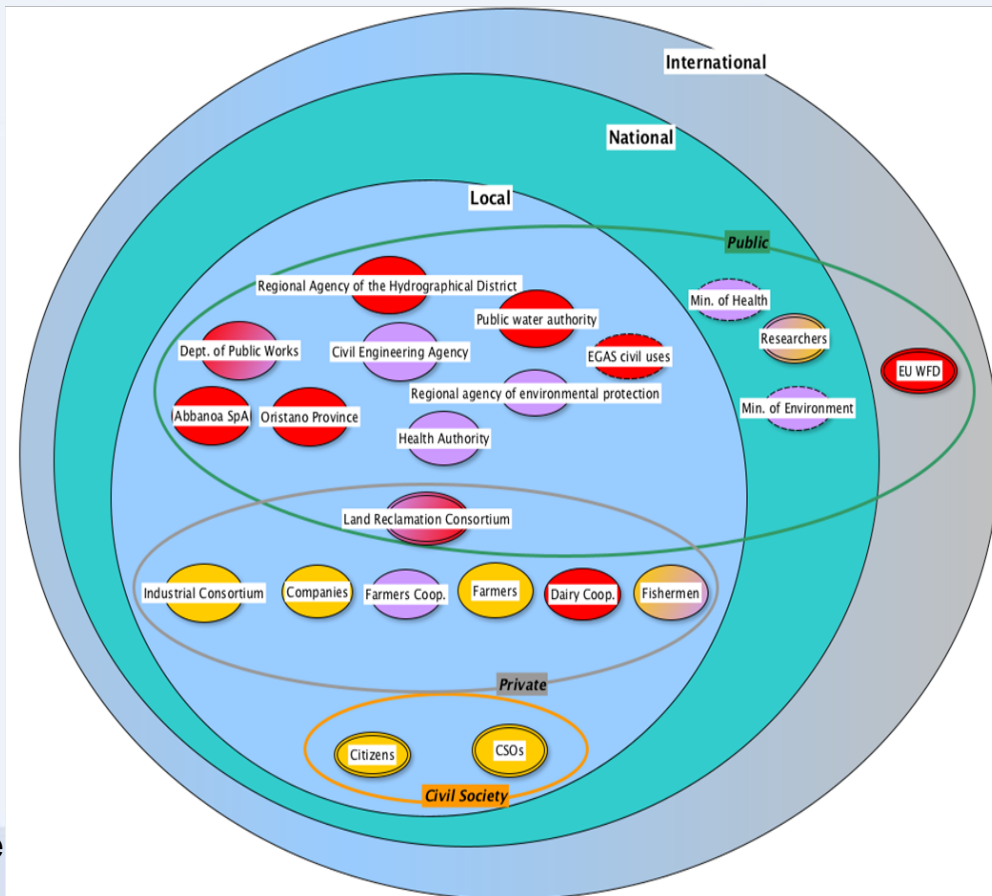 International
National
Local
Public
Regional Agency of the Hydrographical District
Min. of Health
Public water authority
Researchers
Dept. of Public Works
Civil Engineering Agency
EGAS civil uses
EU WFD
Regional agency of environmental protection
Min. of Environment
Abbanoa SpA
Oristano Province
Health Authority
Land Reclamation Consortium
Industrial Consortium
Companies
Farmers Coop.
Farmers
Dairy Coop.
Fishermen
Private
Citizens
CSOs
Civil Society
e